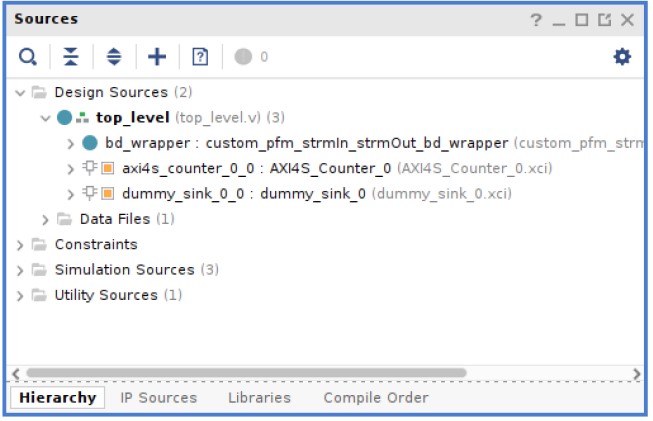 Sources
0
Design Sources (2)
top_level (top_level.v) (3)
bd_wrapper : custom_pfm_strmIn_strmOut_bd_wrapper (custom_pfm_strm
axi4s_counter_0_0 : AXI4S_Counter_0 (AXI4S_Counter_0.xci)
dummy_sink_0_0 : dummy_sink_0 (dummy_sink_0.xci)
Data Files (1)
Constraints
Simulation Sources (3)
Utility Sources (1)
Hierarchy IP Sources Libraries Compile Order